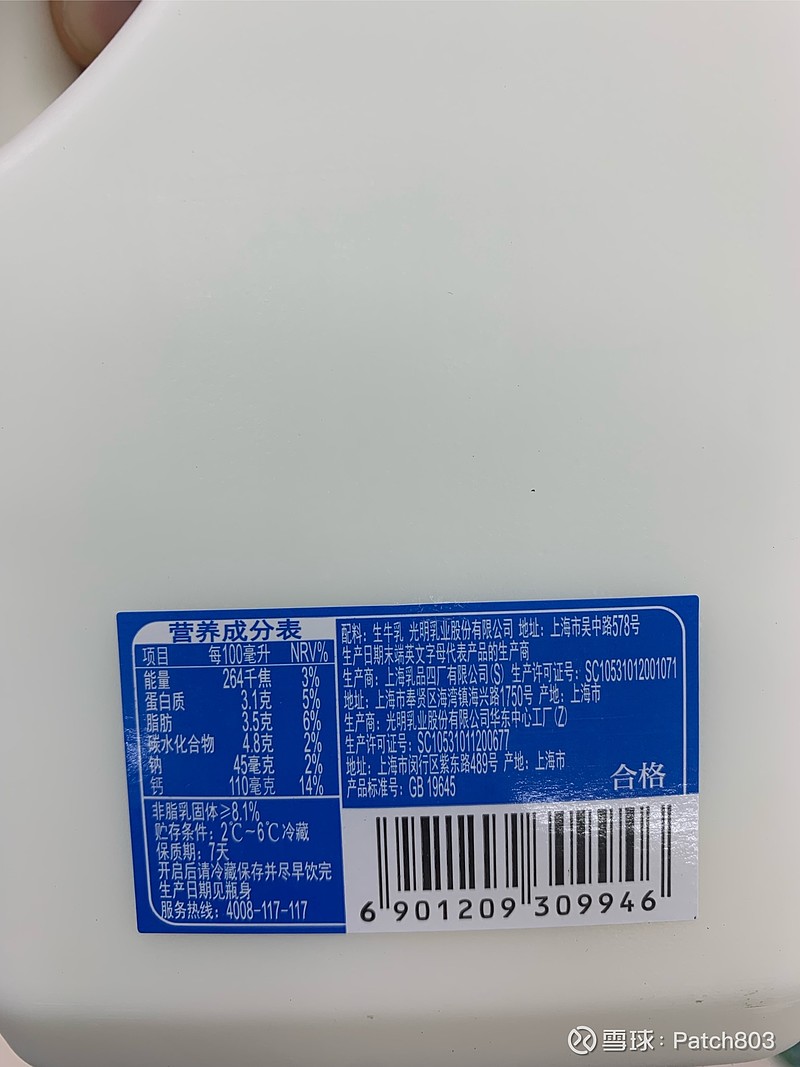 营养成分表
项目 每100毫升 NRV%
能量 264千焦 3%
蛋白质 3.1克 5%
脂肪 3.5克 6%
碳水化合物 4.8克 2%
钠 45毫克 2%
钙 110毫克 14%
非脂乳固体≥8.1%
贮存条件：2℃~6℃冷藏
保质期：7天
开启后请冷藏保存并尽早饮完
生产日期见瓶身
服务热线：4008-117-117
配料：生牛乳 光明乳业股份有限公司 地址：上海市吴中路578号
生产日期末端英文字母代表产品的生产商
生产商：上海乳品四厂有限公司(S) 生产许可证号：SC10531012001071
地址：上海市奉贤区海湾镇海兴路1750号 产地：上海市
生产商：光明乳业股份有限公司华东中心工厂(Z)
生产许可证号：SC10531011200677
地址：上海市闵行区紫东路489号 产地：上海市
产品标准号：GB 19645
合格
6 901209 309946
雪球：Patch803